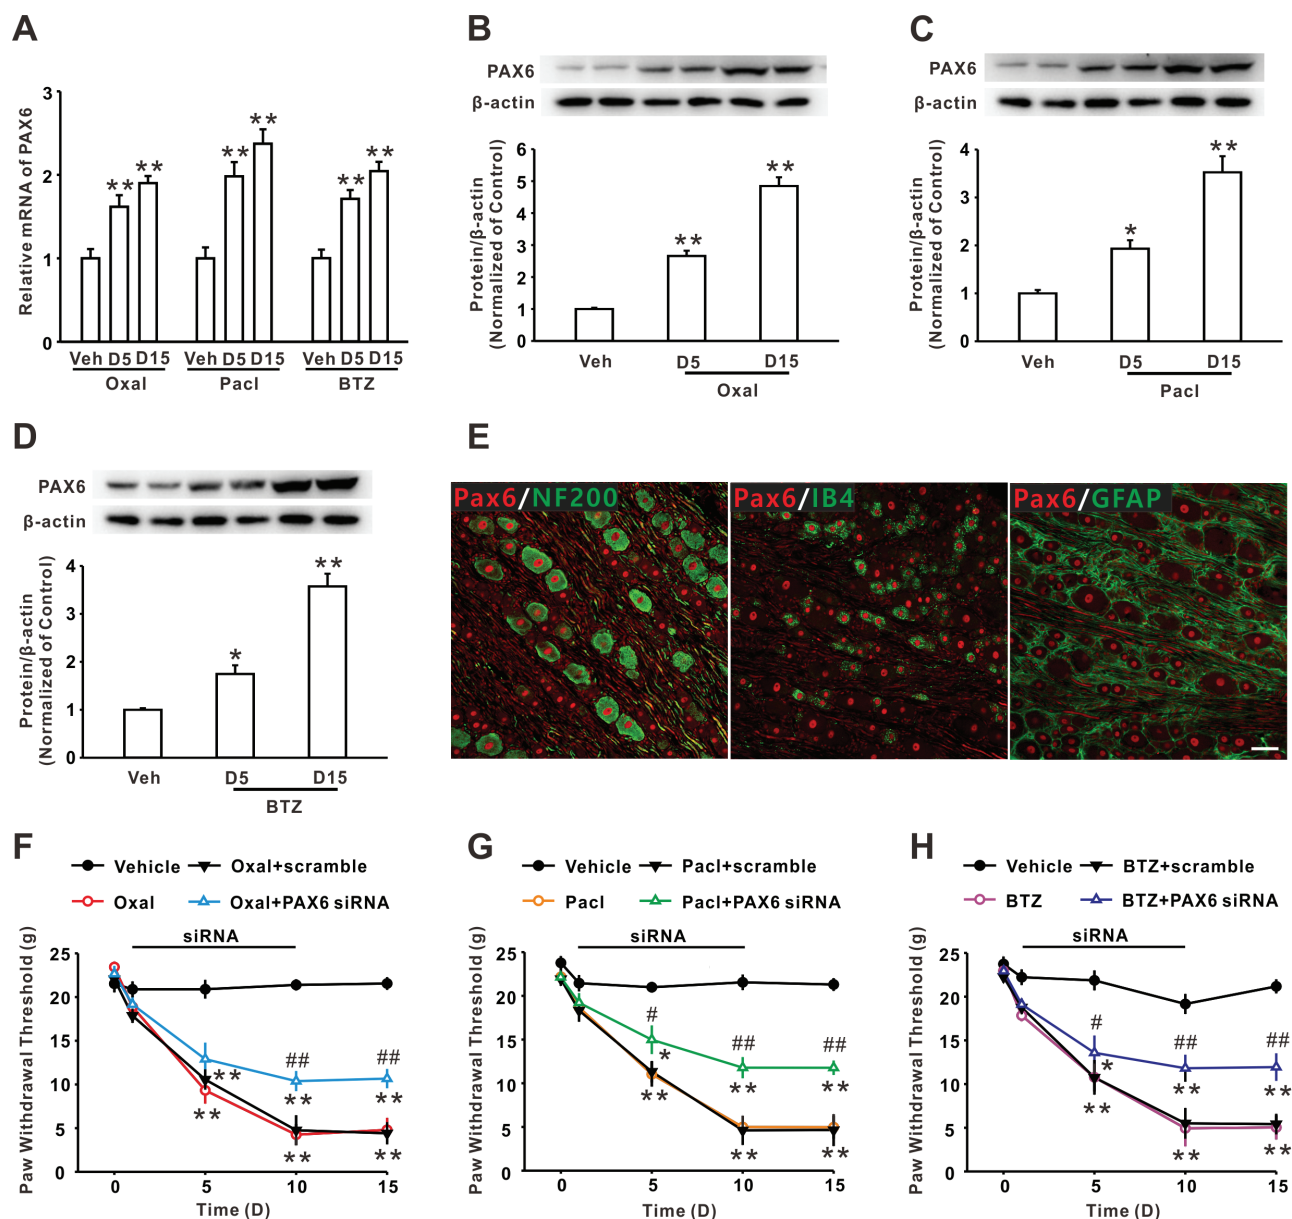 A
Relative mRNA of PAX6
3
2
1
0
** ** ** ** ** **
Veh D5 D15 Veh D5 D15 Veh D5 D15
Oxal Pacl BTZ
B
PAX6
β-actin
Protein/β-actin
(Normalized of Control)
6
5
4
3
2
1
0
** **
Veh D5 D15
Oxal
C
PAX6
β-actin
Protein/β-actin
(Normalized of Control)
4
3
2
1
0
* **
Veh D5 D15
Pacl
D
PAX6
β-actin
Protein/β-actin
(Normalized of Control)
4
3
2
1
0
* **
Veh D5 D15
BTZ
E
Pax6/NF200
Pax6/IB4
Pax6/GFAP
F
Vehicle Oxal+scramble
Oxal Oxal+PAX6 siRNA
siRNA
Paw Withdrawal Threshold (g)
25
20
15
10
5
0
## ##
** ** **
** ** **
0 5 10 15
Time (D)
G
Vehicle Pacl+scramble
Pacl Pacl+PAX6 siRNA
siRNA
Paw Withdrawal Threshold (g)
25
20
15
10
5
0
# ## ##
* ** **
** ** **
0 5 10 15
Time (D)
H
Vehicle BTZ+scramble
BTZ BTZ+PAX6 siRNA
siRNA
Paw Withdrawal Threshold (g)
25
20
15
10
5
0
# ## ##
* ** **
** ** **
0 5 10 15
Time (D)